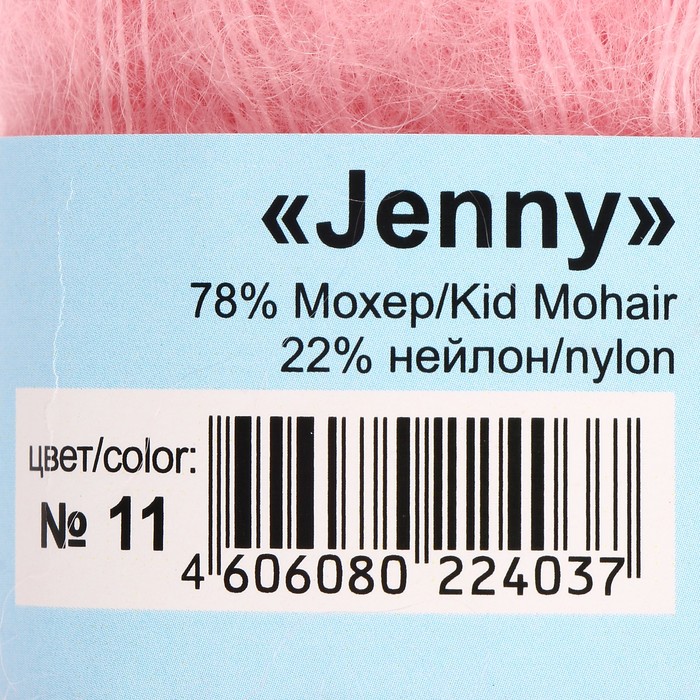 «Jenny»
78% Мохер/Kid Mohair
22% нейлон/nylon
цвет/color:
№ 11
4 606080 224037